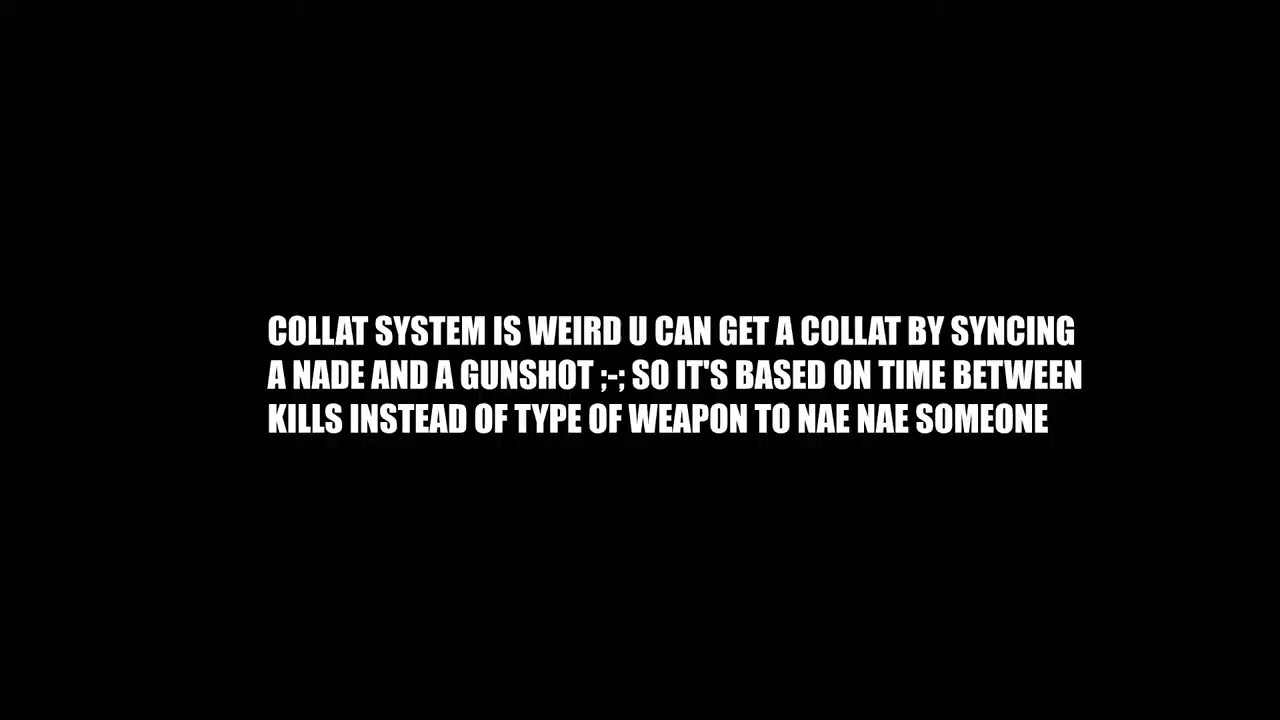 COLLAT SYSTEM IS WEIRD U CAN GET A COLLAT BY SYNCING
A NADE AND A GUNSHOT ;-; SO IT'S BASED ON TIME BETWEEN
KILLS INSTEAD OF TYPE OF WEAPON TO NAE NAE SOMEONE